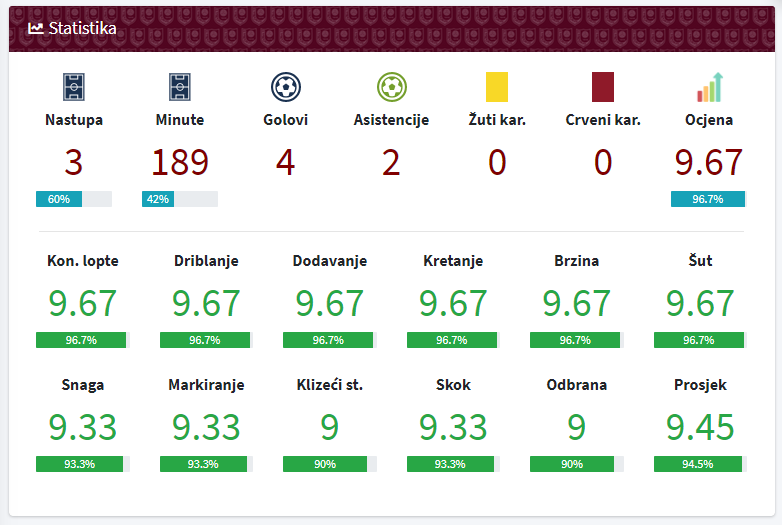 Statistika
Nastupa Minute Golovi Asistencije Žuti kar. Crveni kar. Ocjena
3 189 4 2 0 0 9.67
60% 42% 96.7%
Kon. lopte Driblanje Dodavanje Kretanje Brzina Šut
9.67 9.67 9.67 9.67 9.67 9.67
96.7% 96.7% 96.7% 96.7% 96.7% 96.7%
Snaga Markiranje Klizeći st. Skok Odbrana Prosjek
9.33 9.33 9 9.33 9 9.45
93.3% 93.3% 90% 93.3% 90% 94.5%